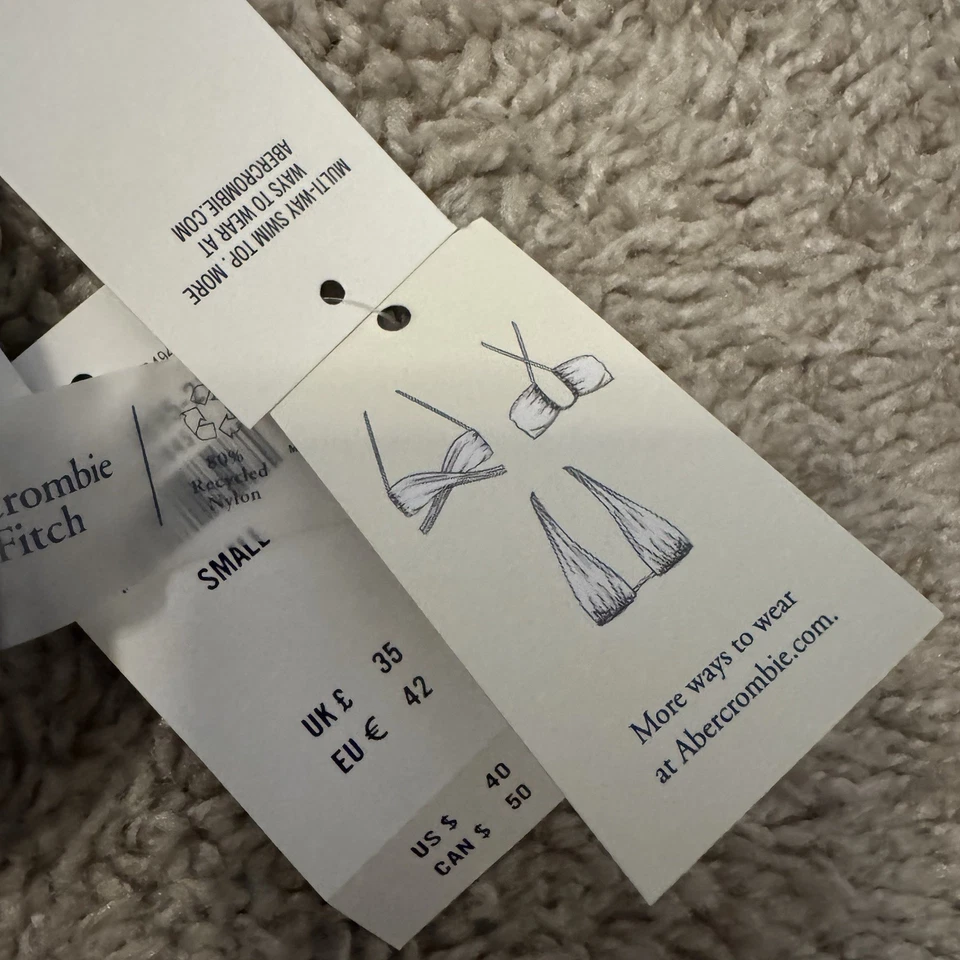 MULTI-WAY SWIM TOP. MORE
WAYS TO WEAR AT
ABERCROMBIE.COM
crombie
Fitch
80%
Recycled
Nylon
SMALL
UK £ 35
EU € 42
US $ 40
CAN $ 50
More ways to wear
at Abercrombie.com.